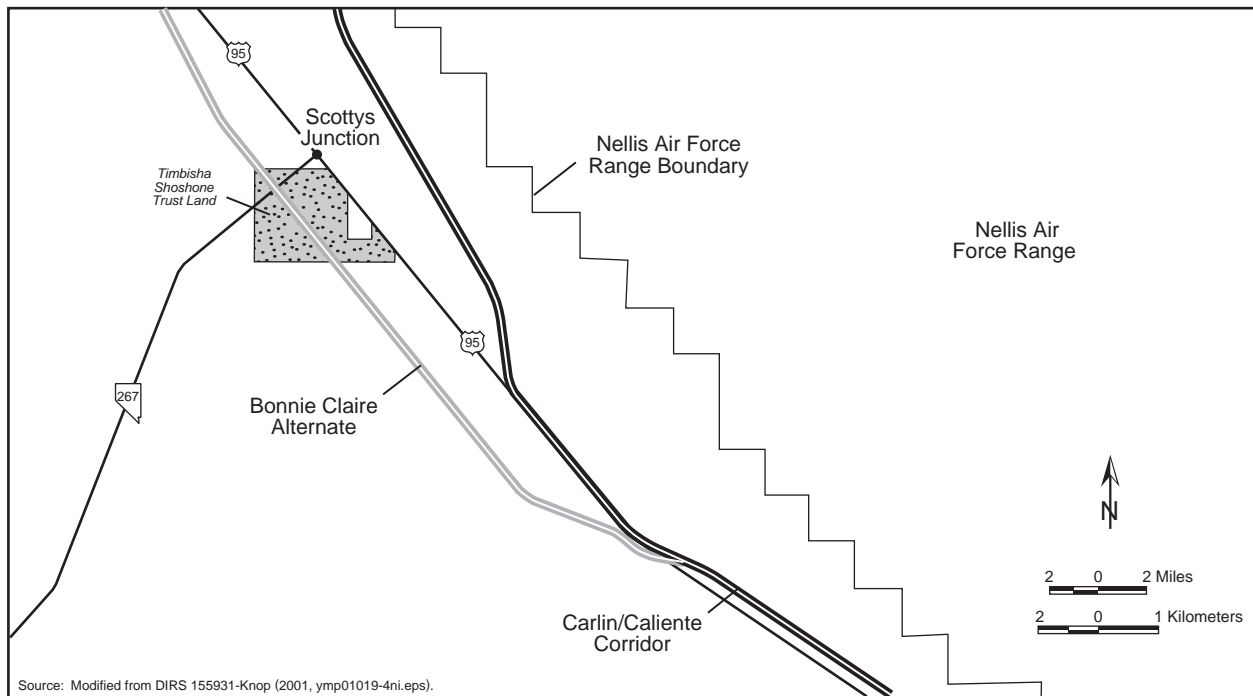 95
Scottys
Junction
Timbisha
Shoshone
Trust Land
Nellis Air Force
Range Boundary
Nellis Air
Force Range
95
267
Bonnie Claire
Alternate
N
2 0 2 Miles
2 0 1 Kilometers
Carlin/Caliente
Corridor
Source: Modified from DIRS 155931-Knop (2001, ymp01019-4ni.eps).